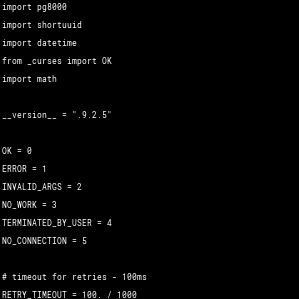 import pg8000
import shortuuid
import datetime
from _curses import OK
import math
__version__ = ".9.2.5"
OK = 0
ERROR = 1
INVALID_ARGS = 2
NO_WORK = 3
TERMINATED_BY_USER = 4
NO_CONNECTION = 5
# timeout for retries - 100ms
RETRY_TIMEOUT = 100. / 1000